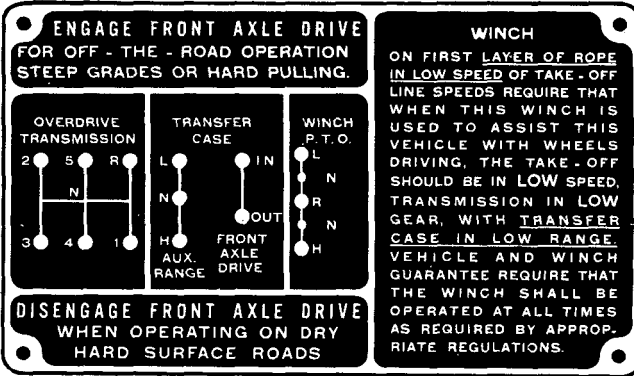 ENGAGE FRONT AXLE DRIVE
FOR OFF - THE - ROAD OPERATION
STEEP GRADES OR HARD PULLING.
OVERDRIVE
TRANSMISSION
2 5 R
N
3 4 1
TRANSFER
CASE
L IN
N
OUT
H
AUX.
RANGE
FRONT
AXLE
DRIVE
WINCH
P.T.O.
L
N
R
N
H
DISENGAGE FRONT AXLE DRIVE
WHEN OPERATING ON DRY
HARD SURFACE ROADS
WINCH
ON FIRST LAYER OF ROPE
IN LOW SPEED OF TAKE - OFF
LINE SPEEDS REQUIRE THAT
WHEN THIS WINCH IS
USED TO ASSIST THIS
VEHICLE WITH WHEELS
DRIVING, THE TAKE - OFF
SHOULD BE IN LOW SPEED,
TRANSMISSION IN LOW
GEAR, WITH TRANSFER
CASE IN LOW RANGE.
VEHICLE AND WINCH
GUARANTEE REQUIRE THAT
THE WINCH SHALL BE
OPERATED AT ALL TIMES
AS REQUIRED BY APPROP-
RIATE REGULATIONS.